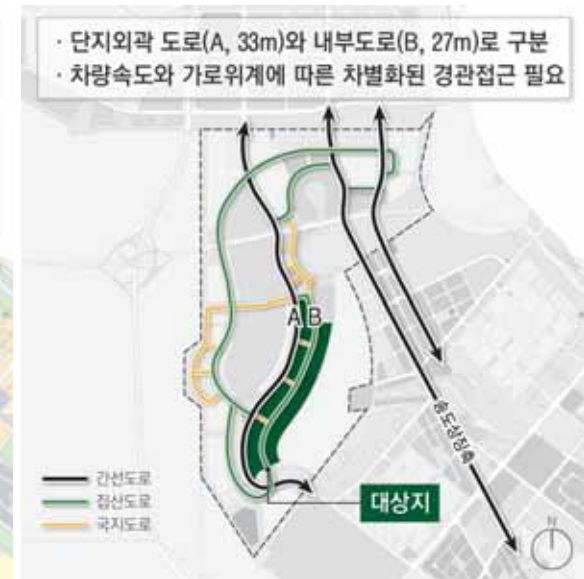 · 단지외곽 도로(A, 33m)와 내부도로(B, 27m)로 구분
· 차량속도와 가로위계에 따른 차별화된 경관접근 필요
A B
송도상징축
간선도로
집산도로
국지도로
대상지
N